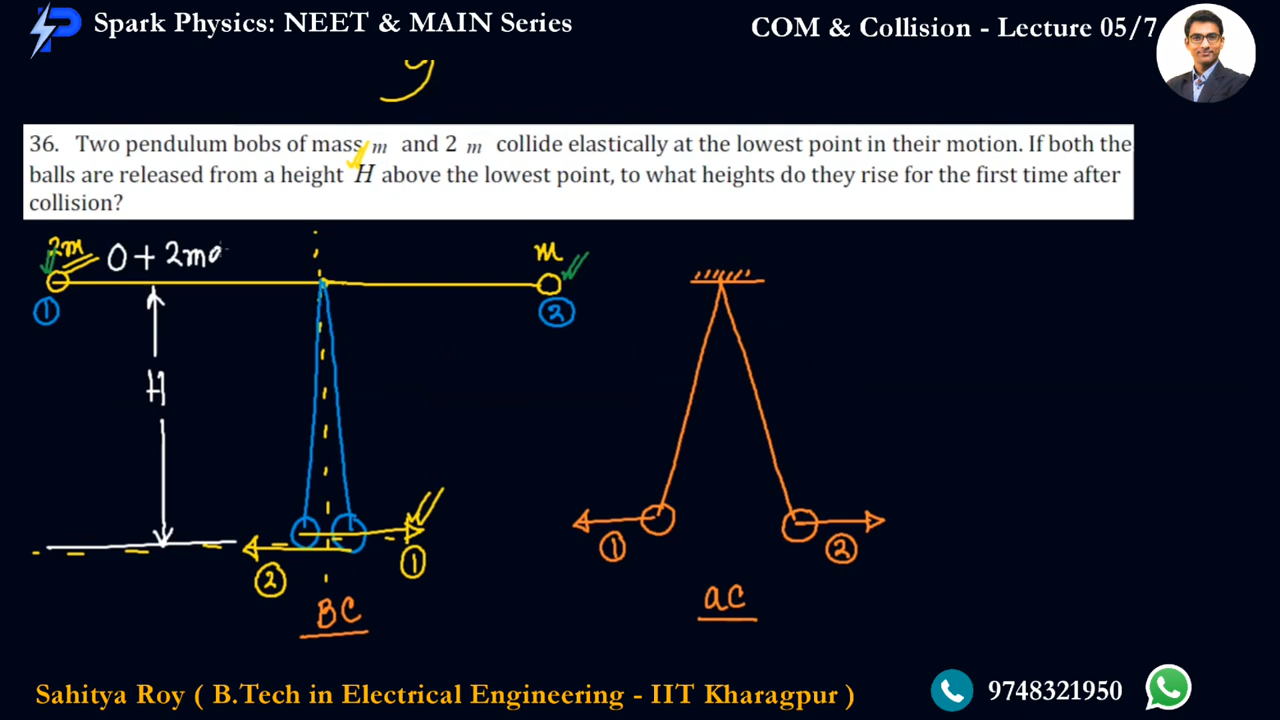 Spark Physics: NEET & MAIN Series
COM & Collision - Lecture 05/7
y
36. Two pendulum bobs of mass m and 2 m collide elastically at the lowest point in their motion. If both the
balls are released from a height H above the lowest point, to what heights do they rise for the first time after
collision?
2m 0 + 2mg
m
1
2
H
1
2
1
2
BC
aC
Sahitya Roy ( B.Tech in Electrical Engineering - IIT Kharagpur )
9748321950